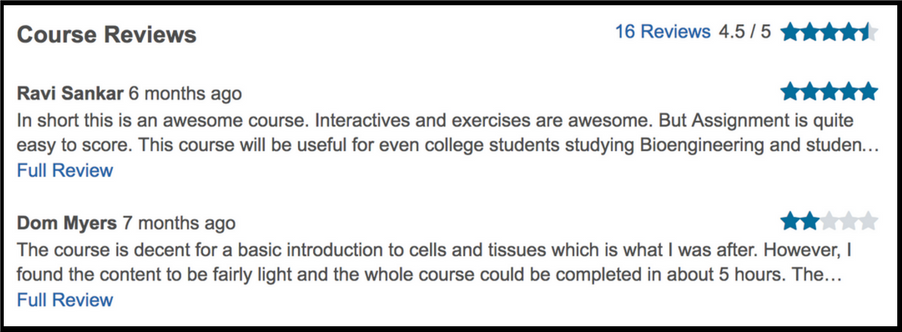 Course Reviews
16 Reviews 4.5 / 5
Ravi Sankar 6 months ago
In short this is an awesome course. Interactives and exercises are awesome. But Assignment is quite
easy to score. This course will be useful for even college students studying Bioengineering and studen...
Full Review
Dom Myers 7 months ago
The course is decent for a basic introduction to cells and tissues which is what I was after. However, I
found the content to be fairly light and the whole course could be completed in about 5 hours. The...
Full Review